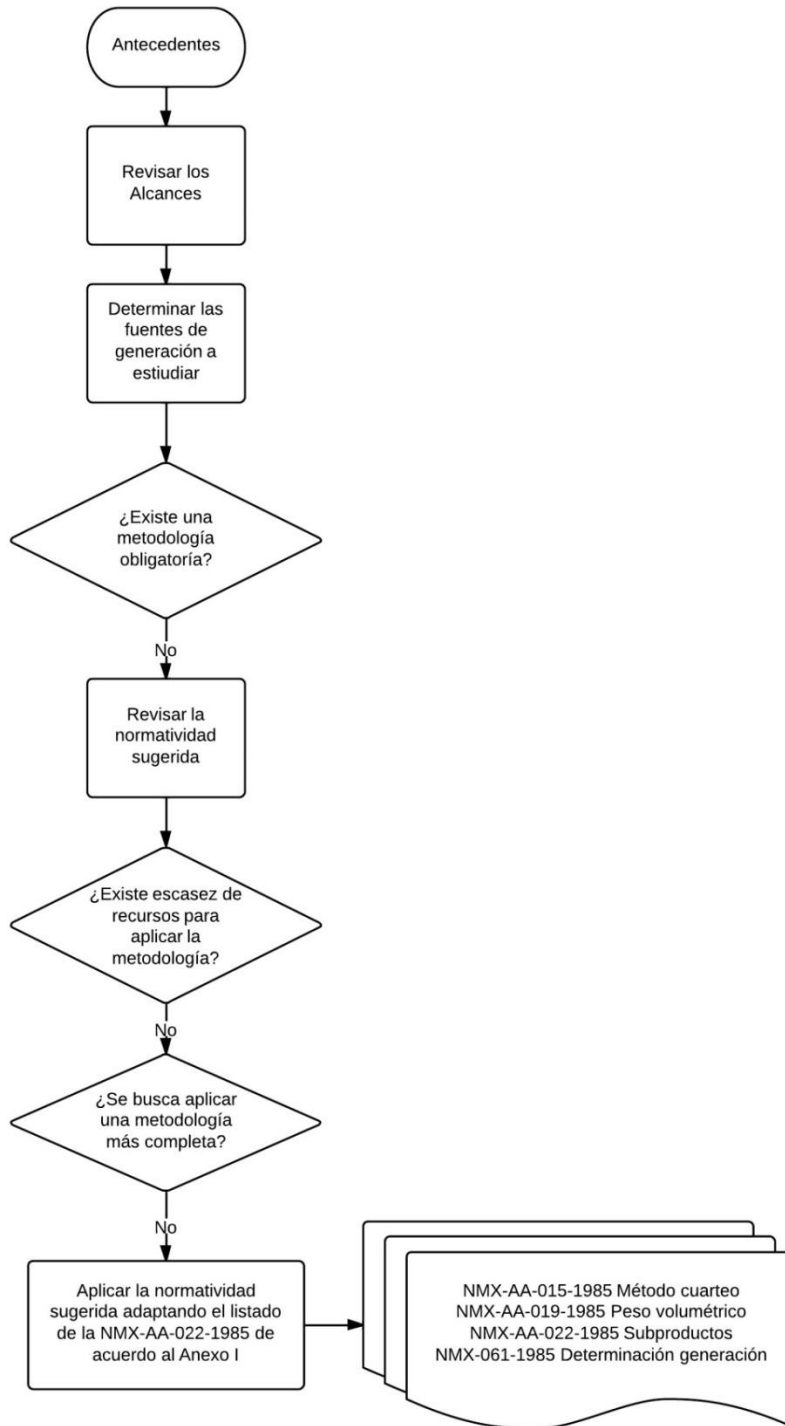 Antecedentes
Revisar los
Alcances
Determinar las
fuentes de
generación a
estiudiar
¿Existe una
metodología
obligatoría?
No
Revisar la
normatividad
sugerida
¿Existe escasez de
recursos para
aplicar la
metodología?
No
¿Se busca aplicar
una metodología
más completa?
No
Aplicar la normatividad
sugerida adaptando el listado
de la NMX-AA-022-1985 de
acuerdo al Anexo I
NMX-AA-015-1985 Método cuarteo
NMX-AA-019-1985 Peso volumétrico
NMX-AA-022-1985 Subproductos
NMX-061-1985 Determinación generación